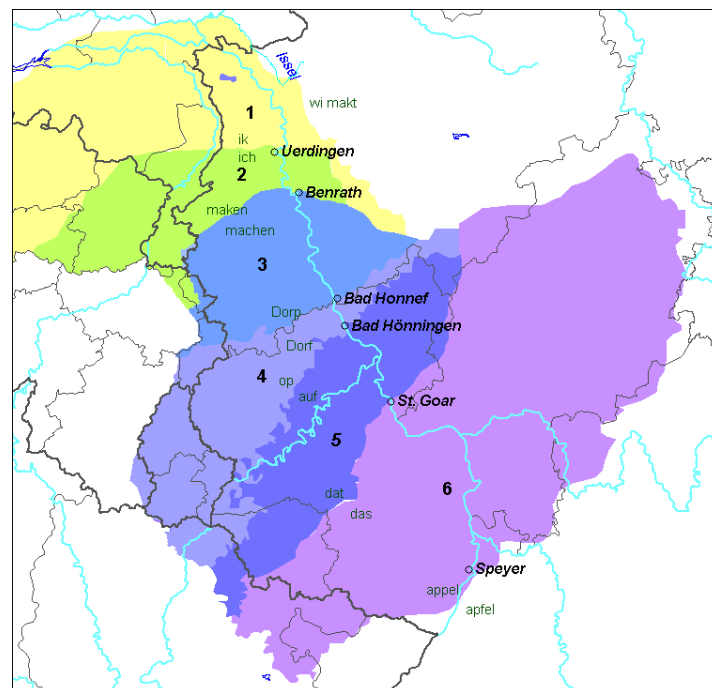 Issel
wi makt
1
ik
ich
Uerdingen
2
Benrath
maken
machen
3
Bad Honnef
Dorp
Bad Hönningen
Dorf
4
op
auf
St. Goar
5
6
dat
das
Speyer
appel
apfel